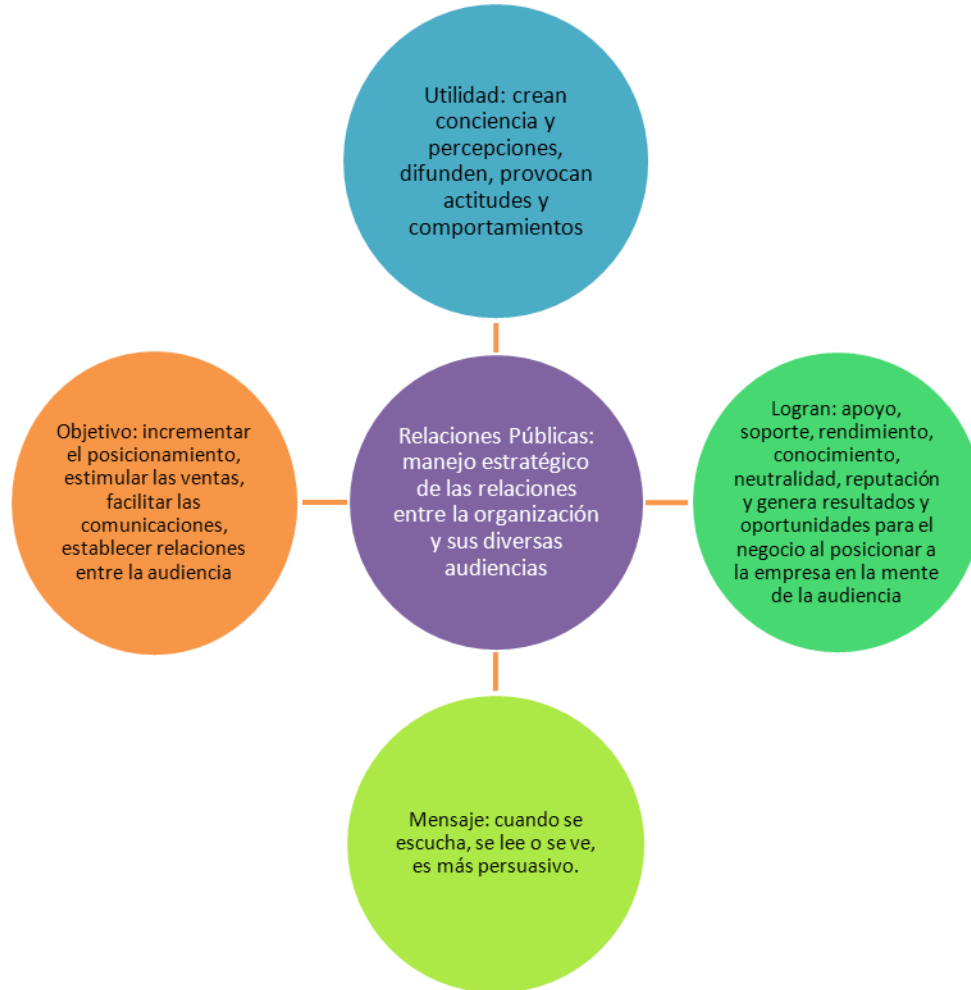 Utilidad: crean
conciencia y
percepciones,
difunden, provocan
actitudes y
comportamientos
Objetivo: incrementar
el posicionamiento,
estimular las ventas,
facilitar las
comunicaciones,
establecer relaciones
entre la audiencia
Relaciones Públicas:
manejo estratégico
de las relaciones
entre la organización
y sus diversas
audiencias
Logran: apoyo,
soporte, rendimiento,
conocimiento,
neutralidad, reputación
y genera resultados y
oportunidades para el
negocio al posicionar a
la empresa en la mente
de la audiencia
Mensaje: cuando se
escucha, se lee o se ve,
es más persuasivo.